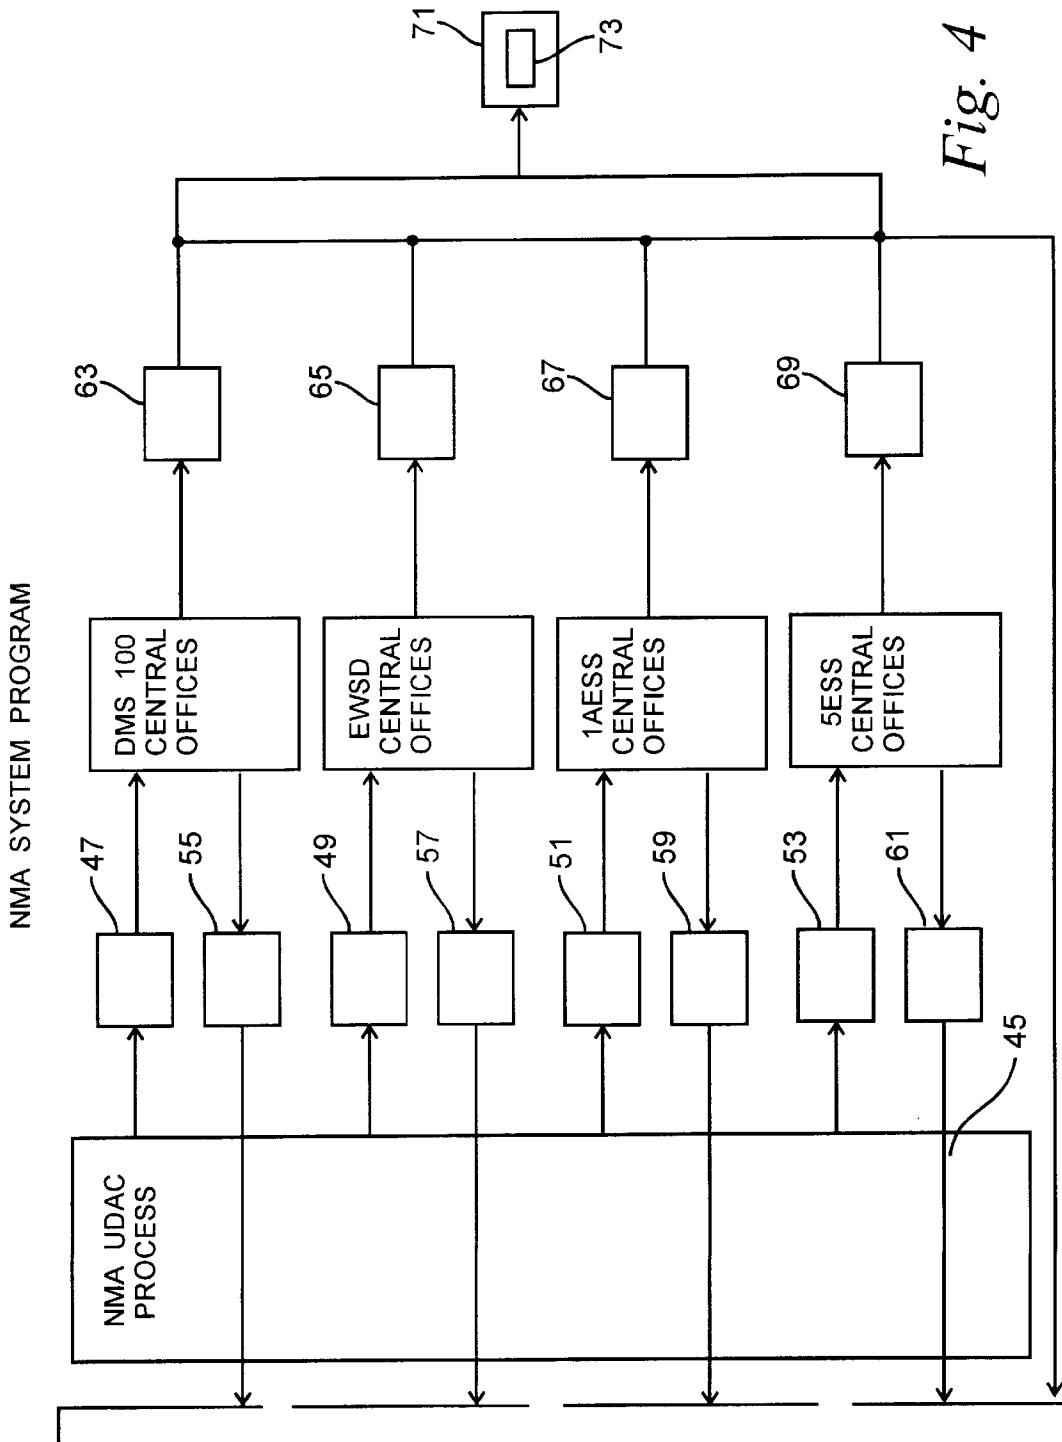 NMA SYSTEM PROGRAM
NMA UDAC
PROCESS
45
47
55
49
57
51
59
53
61
DMS 100
CENTRAL
OFFICES
EWSD
CENTRAL
OFFICES
1AESS
CENTRAL
OFFICES
5ESS
CENTRAL
OFFICES
63
65
67
69
71
73
Fig. 4